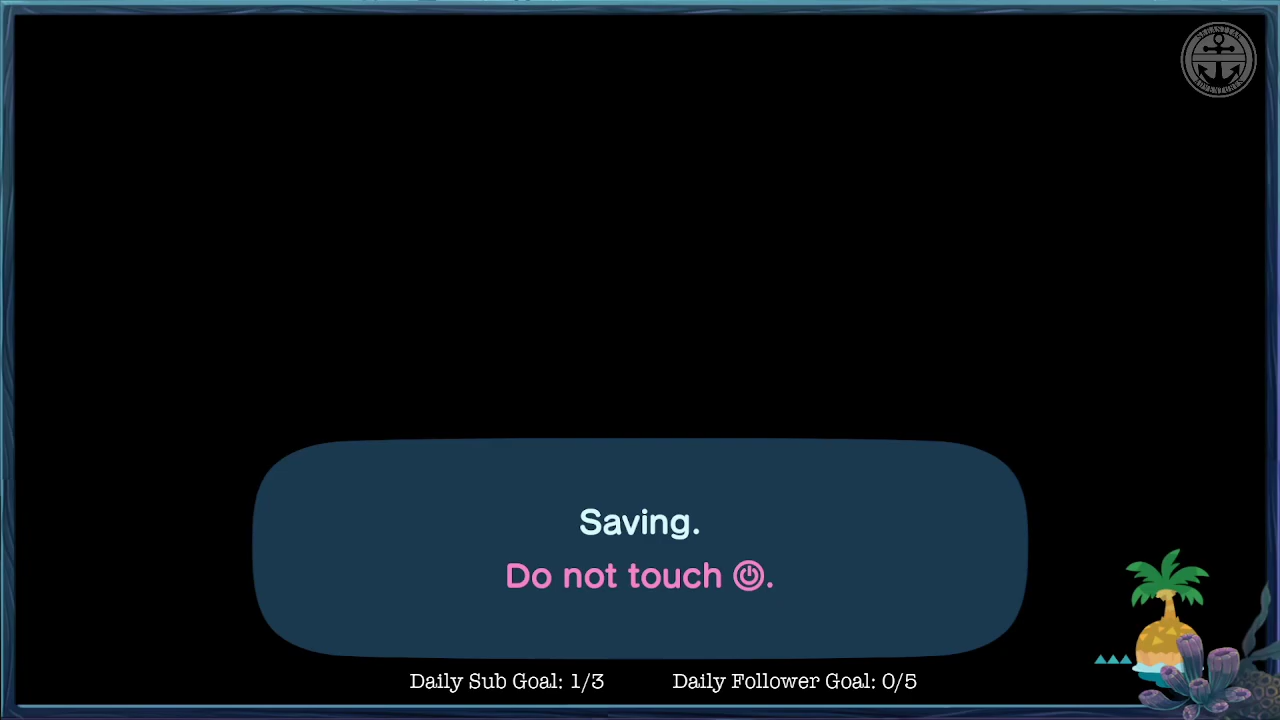 Saving.
Do not touch ⏻.
Daily Sub Goal: 1/3
Daily Follower Goal: 0/5